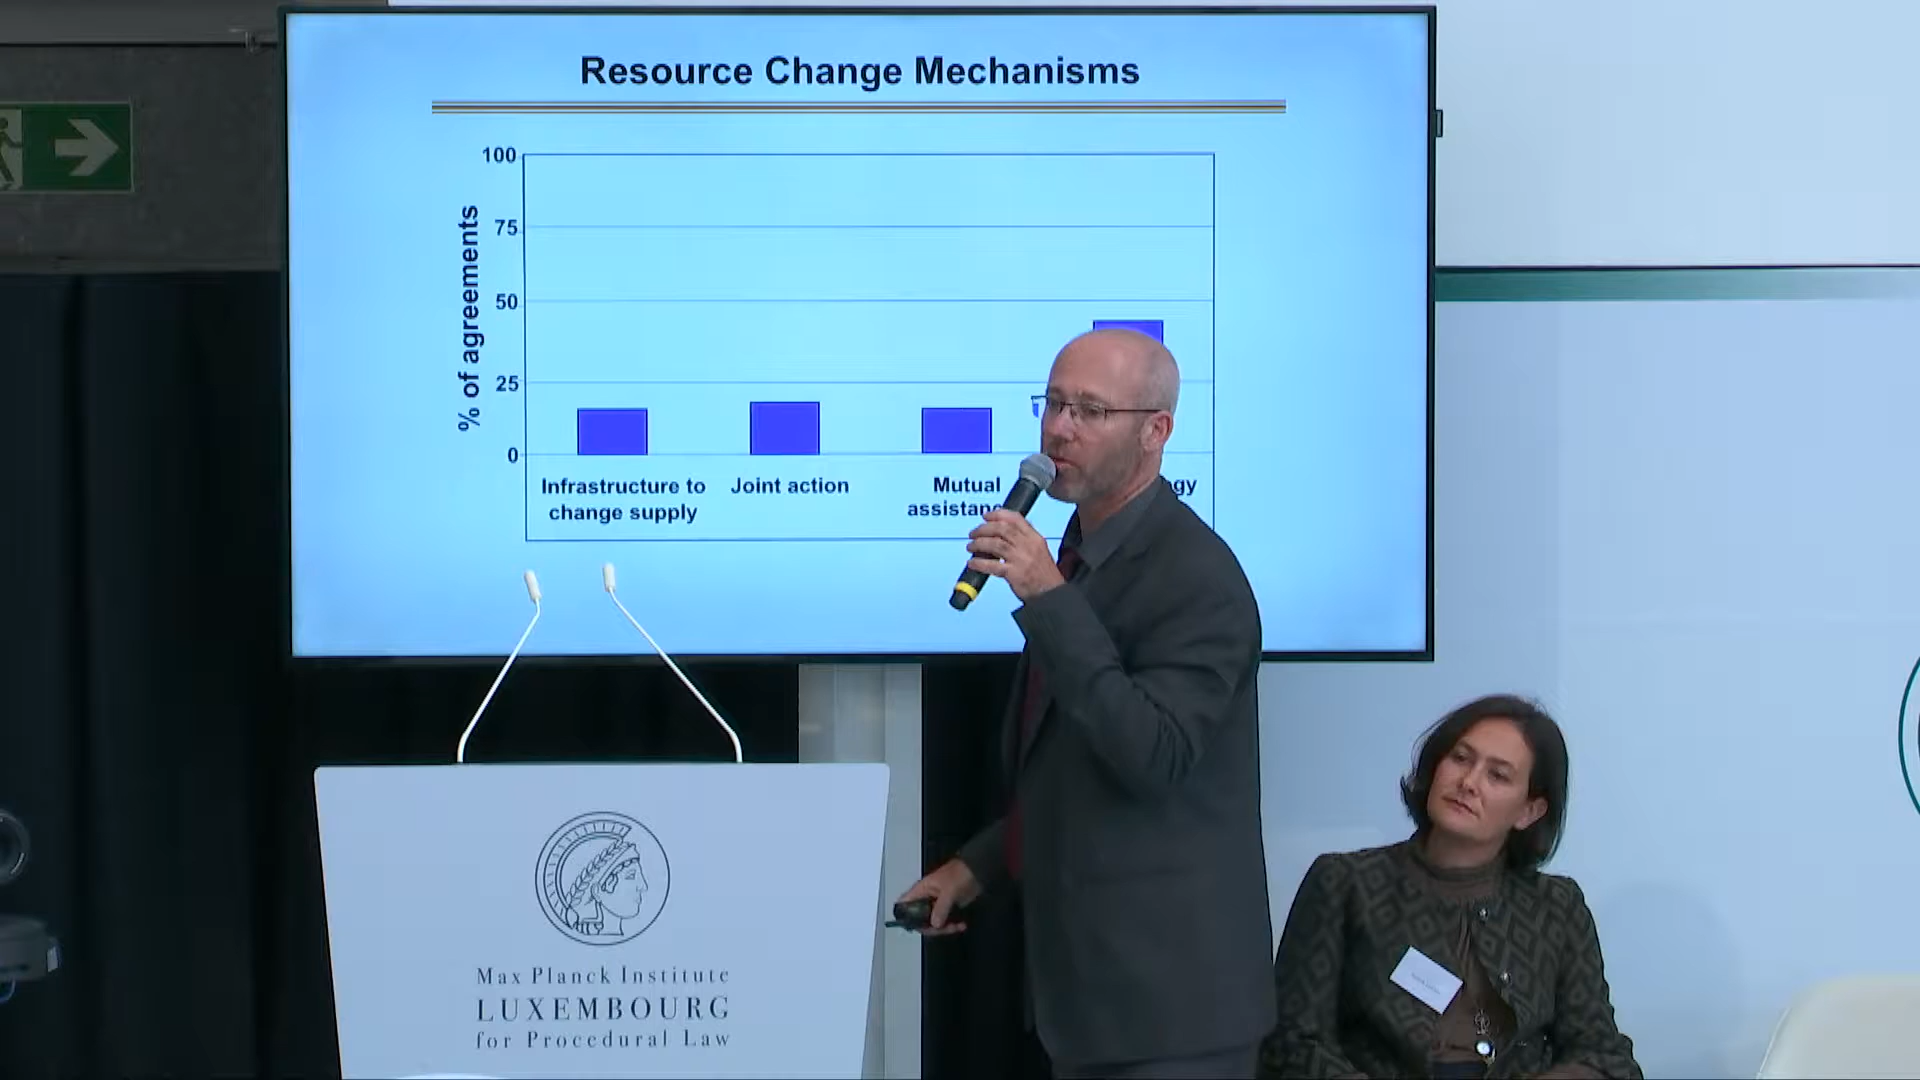 Resource Change Mechanisms
% of agreements
100
75
50
25
0
Infrastructure to
change supply
Joint action
Mutual
Max Planck Institute
LUXEMBOURG
for Procedural Law